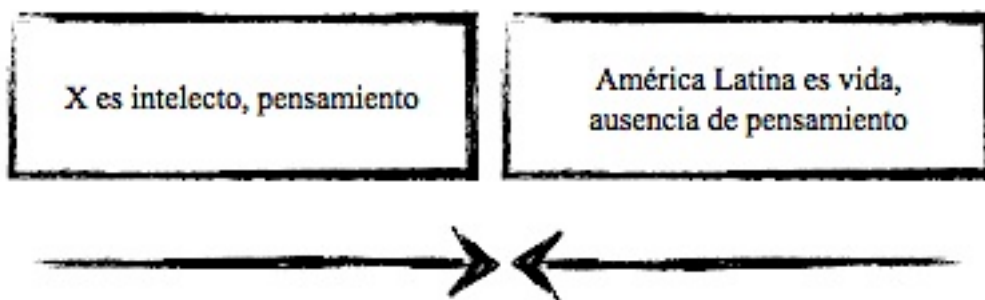 X es intelecto, pensamiento
América Latina es vida,
ausencia de pensamiento